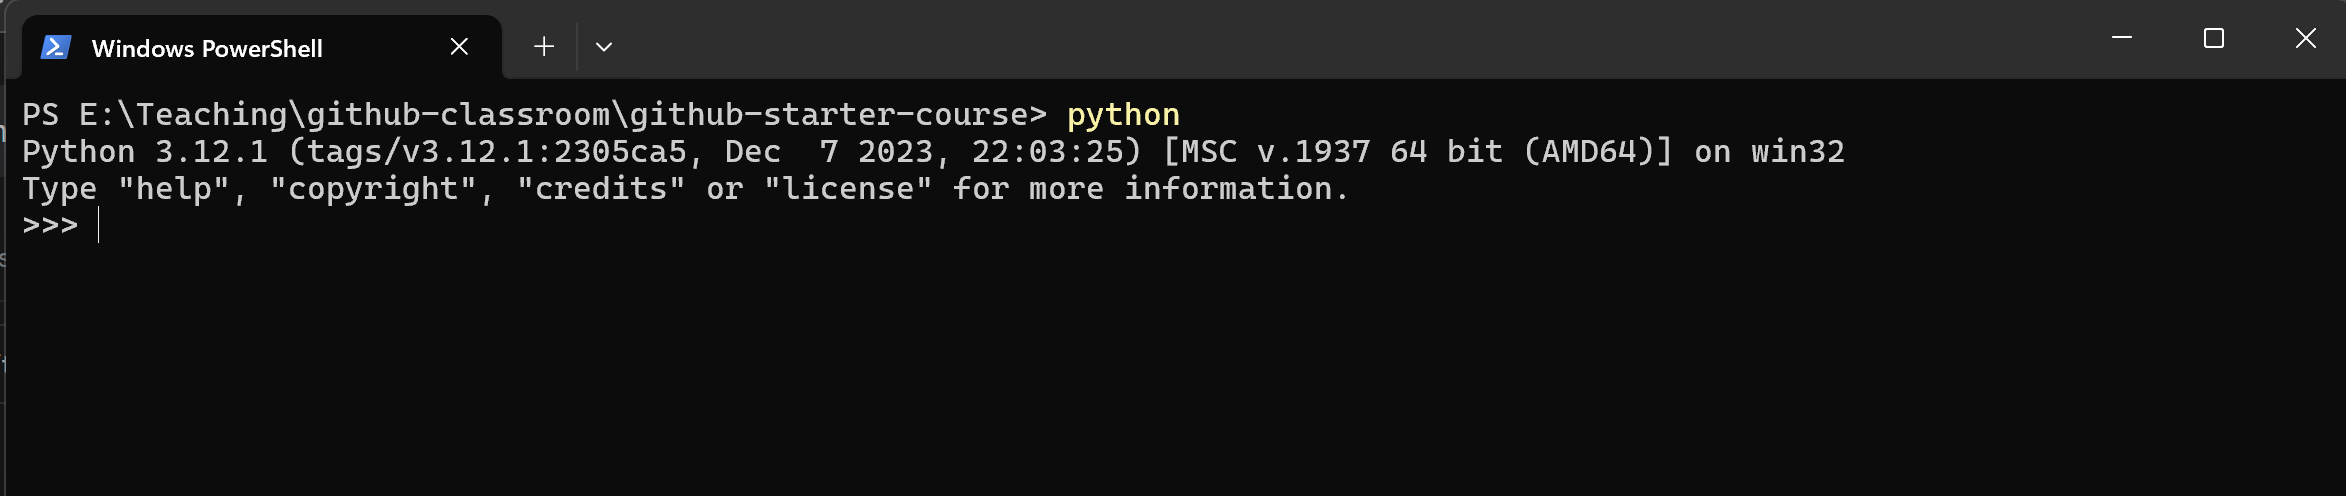 Windows PowerShell
PS E:\Teaching\github-classroom\github-starter-course> python
Python 3.12.1 (tags/v3.12.1:2305ca5, Dec  7 2023, 22:03:25) [MSC v.1937 64 bit (AMD64)] on win32
Type "help", "copyright", "credits" or "license" for more information.
>>>